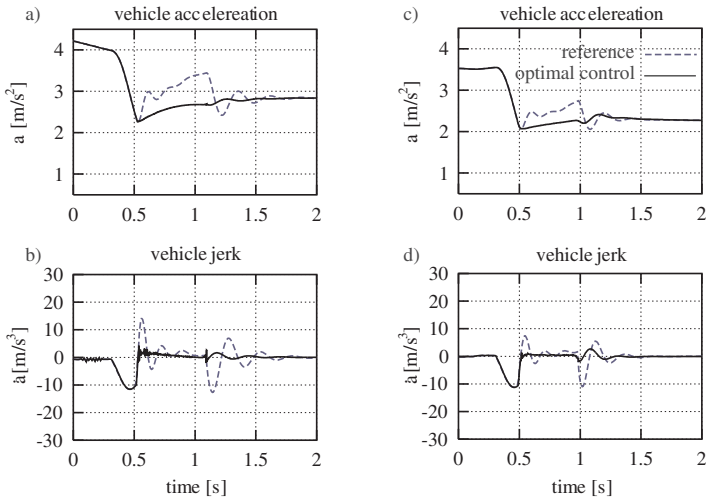 a)
vehicle accelereation
a [m/s²]
4
3
2
1
0
0.5
1
1.5
2
c)
vehicle accelereation
reference
optimal control
a [m/s²]
4
3
2
1
0
0.5
1
1.5
2
b)
vehicle jerk
ȧ [m/s³]
30
20
10
0
-10
-20
-30
0
0.5
1
1.5
2
time [s]
d)
vehicle jerk
ȧ [m/s³]
30
20
10
0
-10
-20
-30
0
0.5
1
1.5
2
time [s]